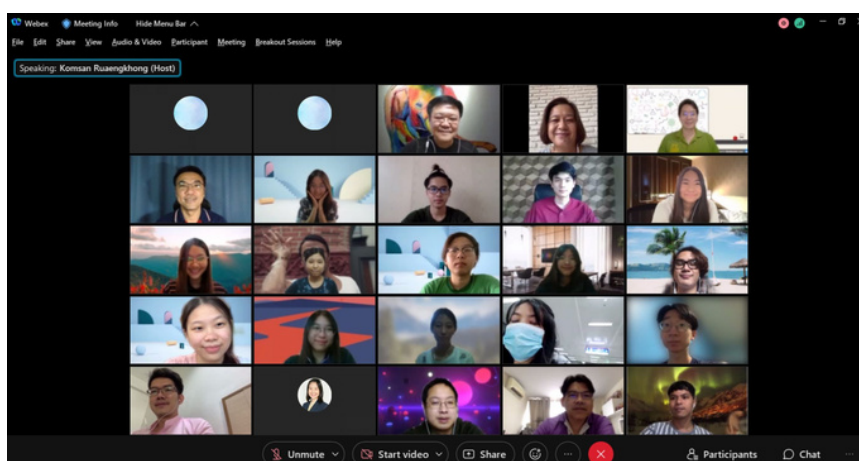 Webex Meeting Info Hide Menu Bar
File Edit Share View Audio & Video Participant Meeting Breakout Sessions Help
Speaking: Komsan Ruaengkhong (Host)
Unmute Start video Share Participants Chat